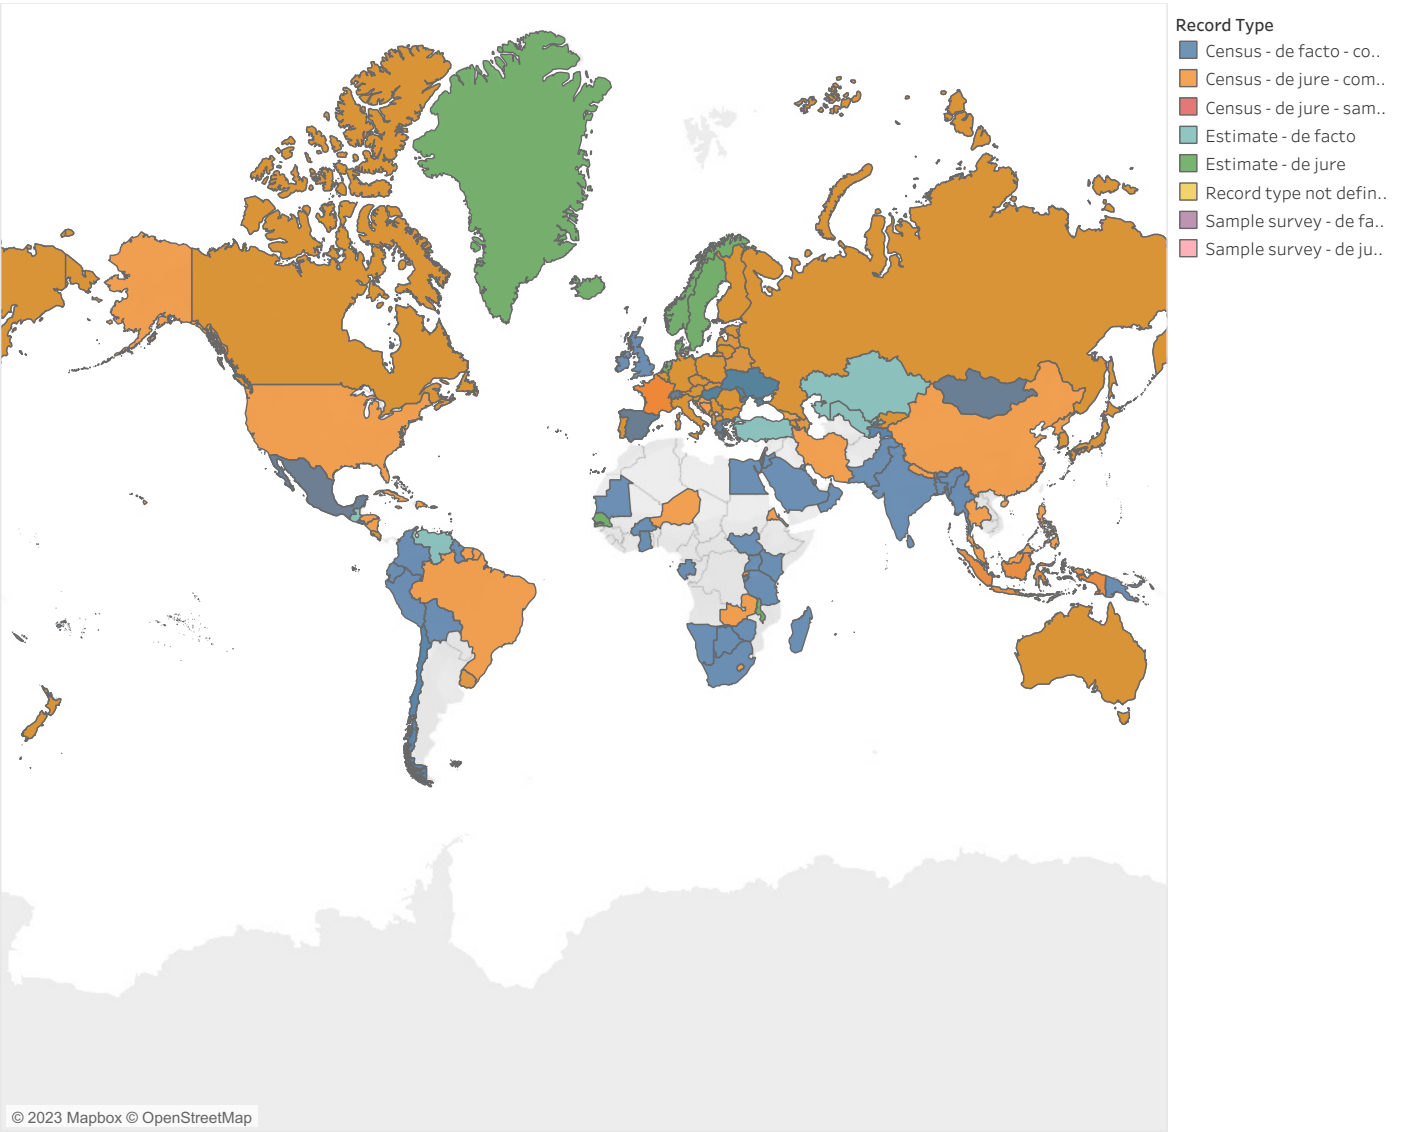 Record Type
Census - de facto - co..
Census - de jure - com..
Census - de jure - sam..
Estimate - de facto
Estimate - de jure
Record type not defin..
Sample survey - de fa..
Sample survey - de ju..
© 2023 Mapbox © OpenStreetMap